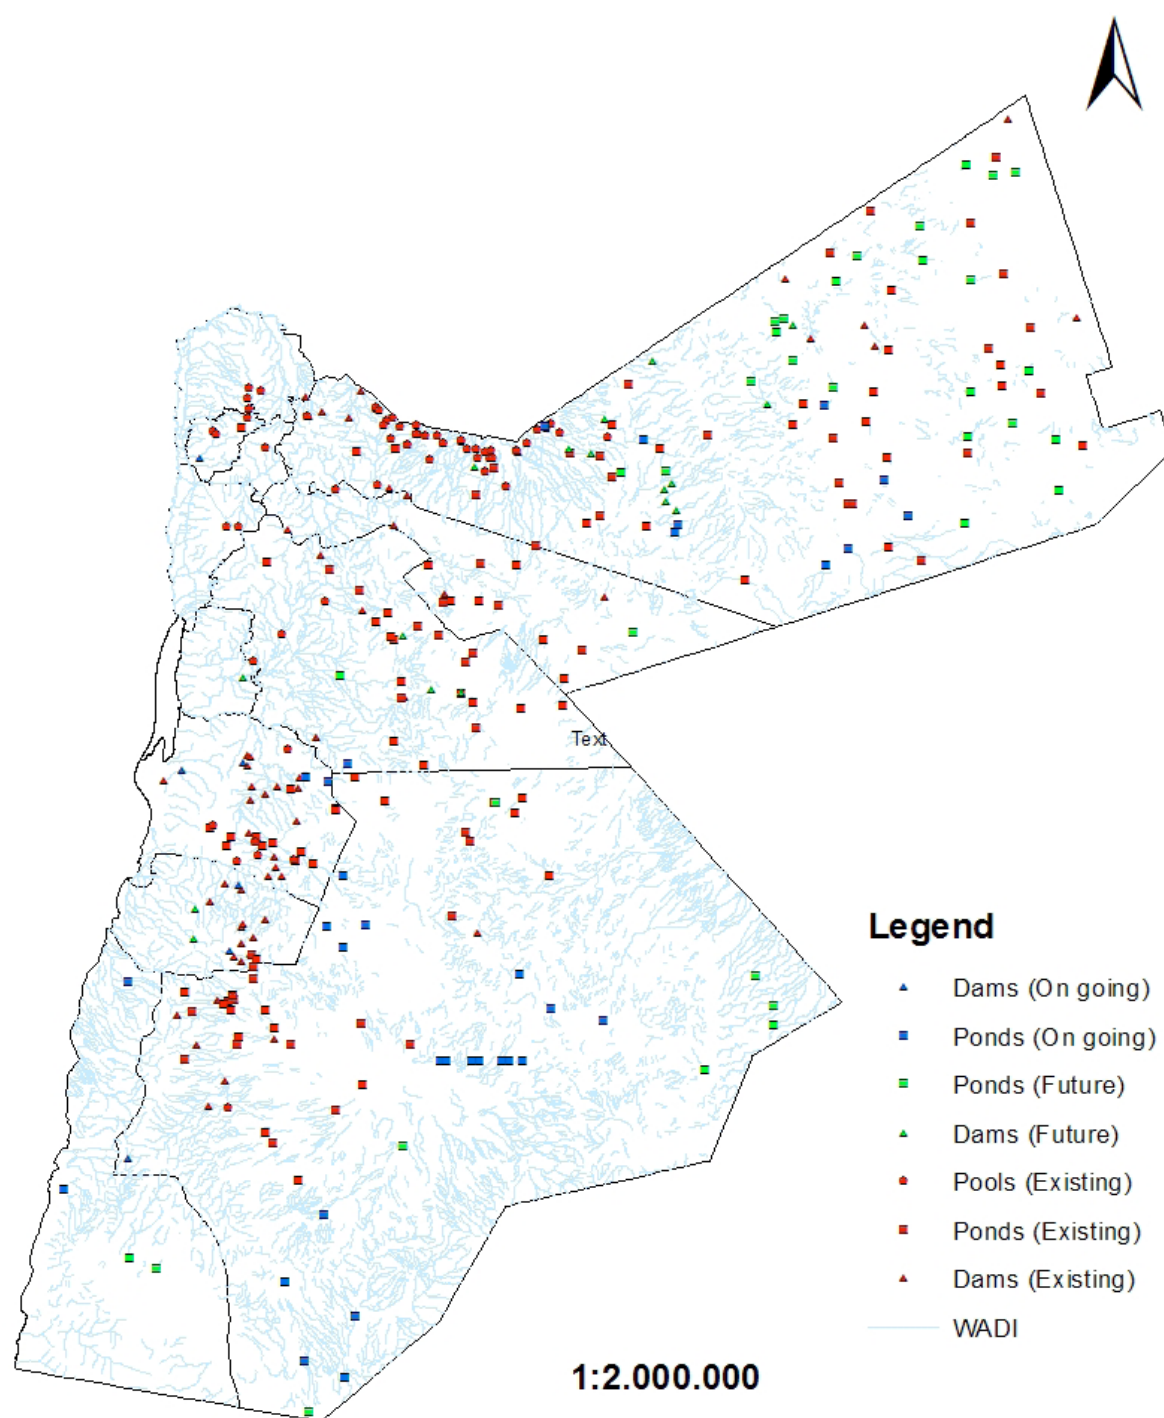 Text
Legend
Dams (On going)
Ponds (On going)
Ponds (Future)
Dams (Future)
Pools (Existing)
Ponds (Existing)
Dams (Existing)
WADI
1:2.000.000